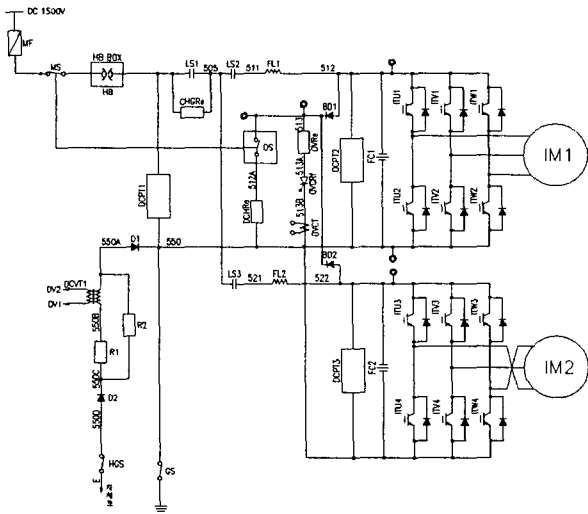 DC 1500V
MF
MS
HB BOX
HB
LS1
505
LS2
511
FL1
512
CHGRe
BD1
513
OVRe
DS
512A
513A
OVCRf
DCHRe
513B
OVCT
DCPT1
DCPT2
FC1
ITU1
ITV1
ITW1
IM1
ITU2
ITV2
ITW2
550A
D1
550
BD2
LS3
521
FL2
522
DV2
DCVT1
DV1
550B
R2
R1
550C
D2
550D
HGS
E
GS
DCPT3
FC2
ITU3
ITV3
ITW3
IM2
ITU4
ITV4
ITW4